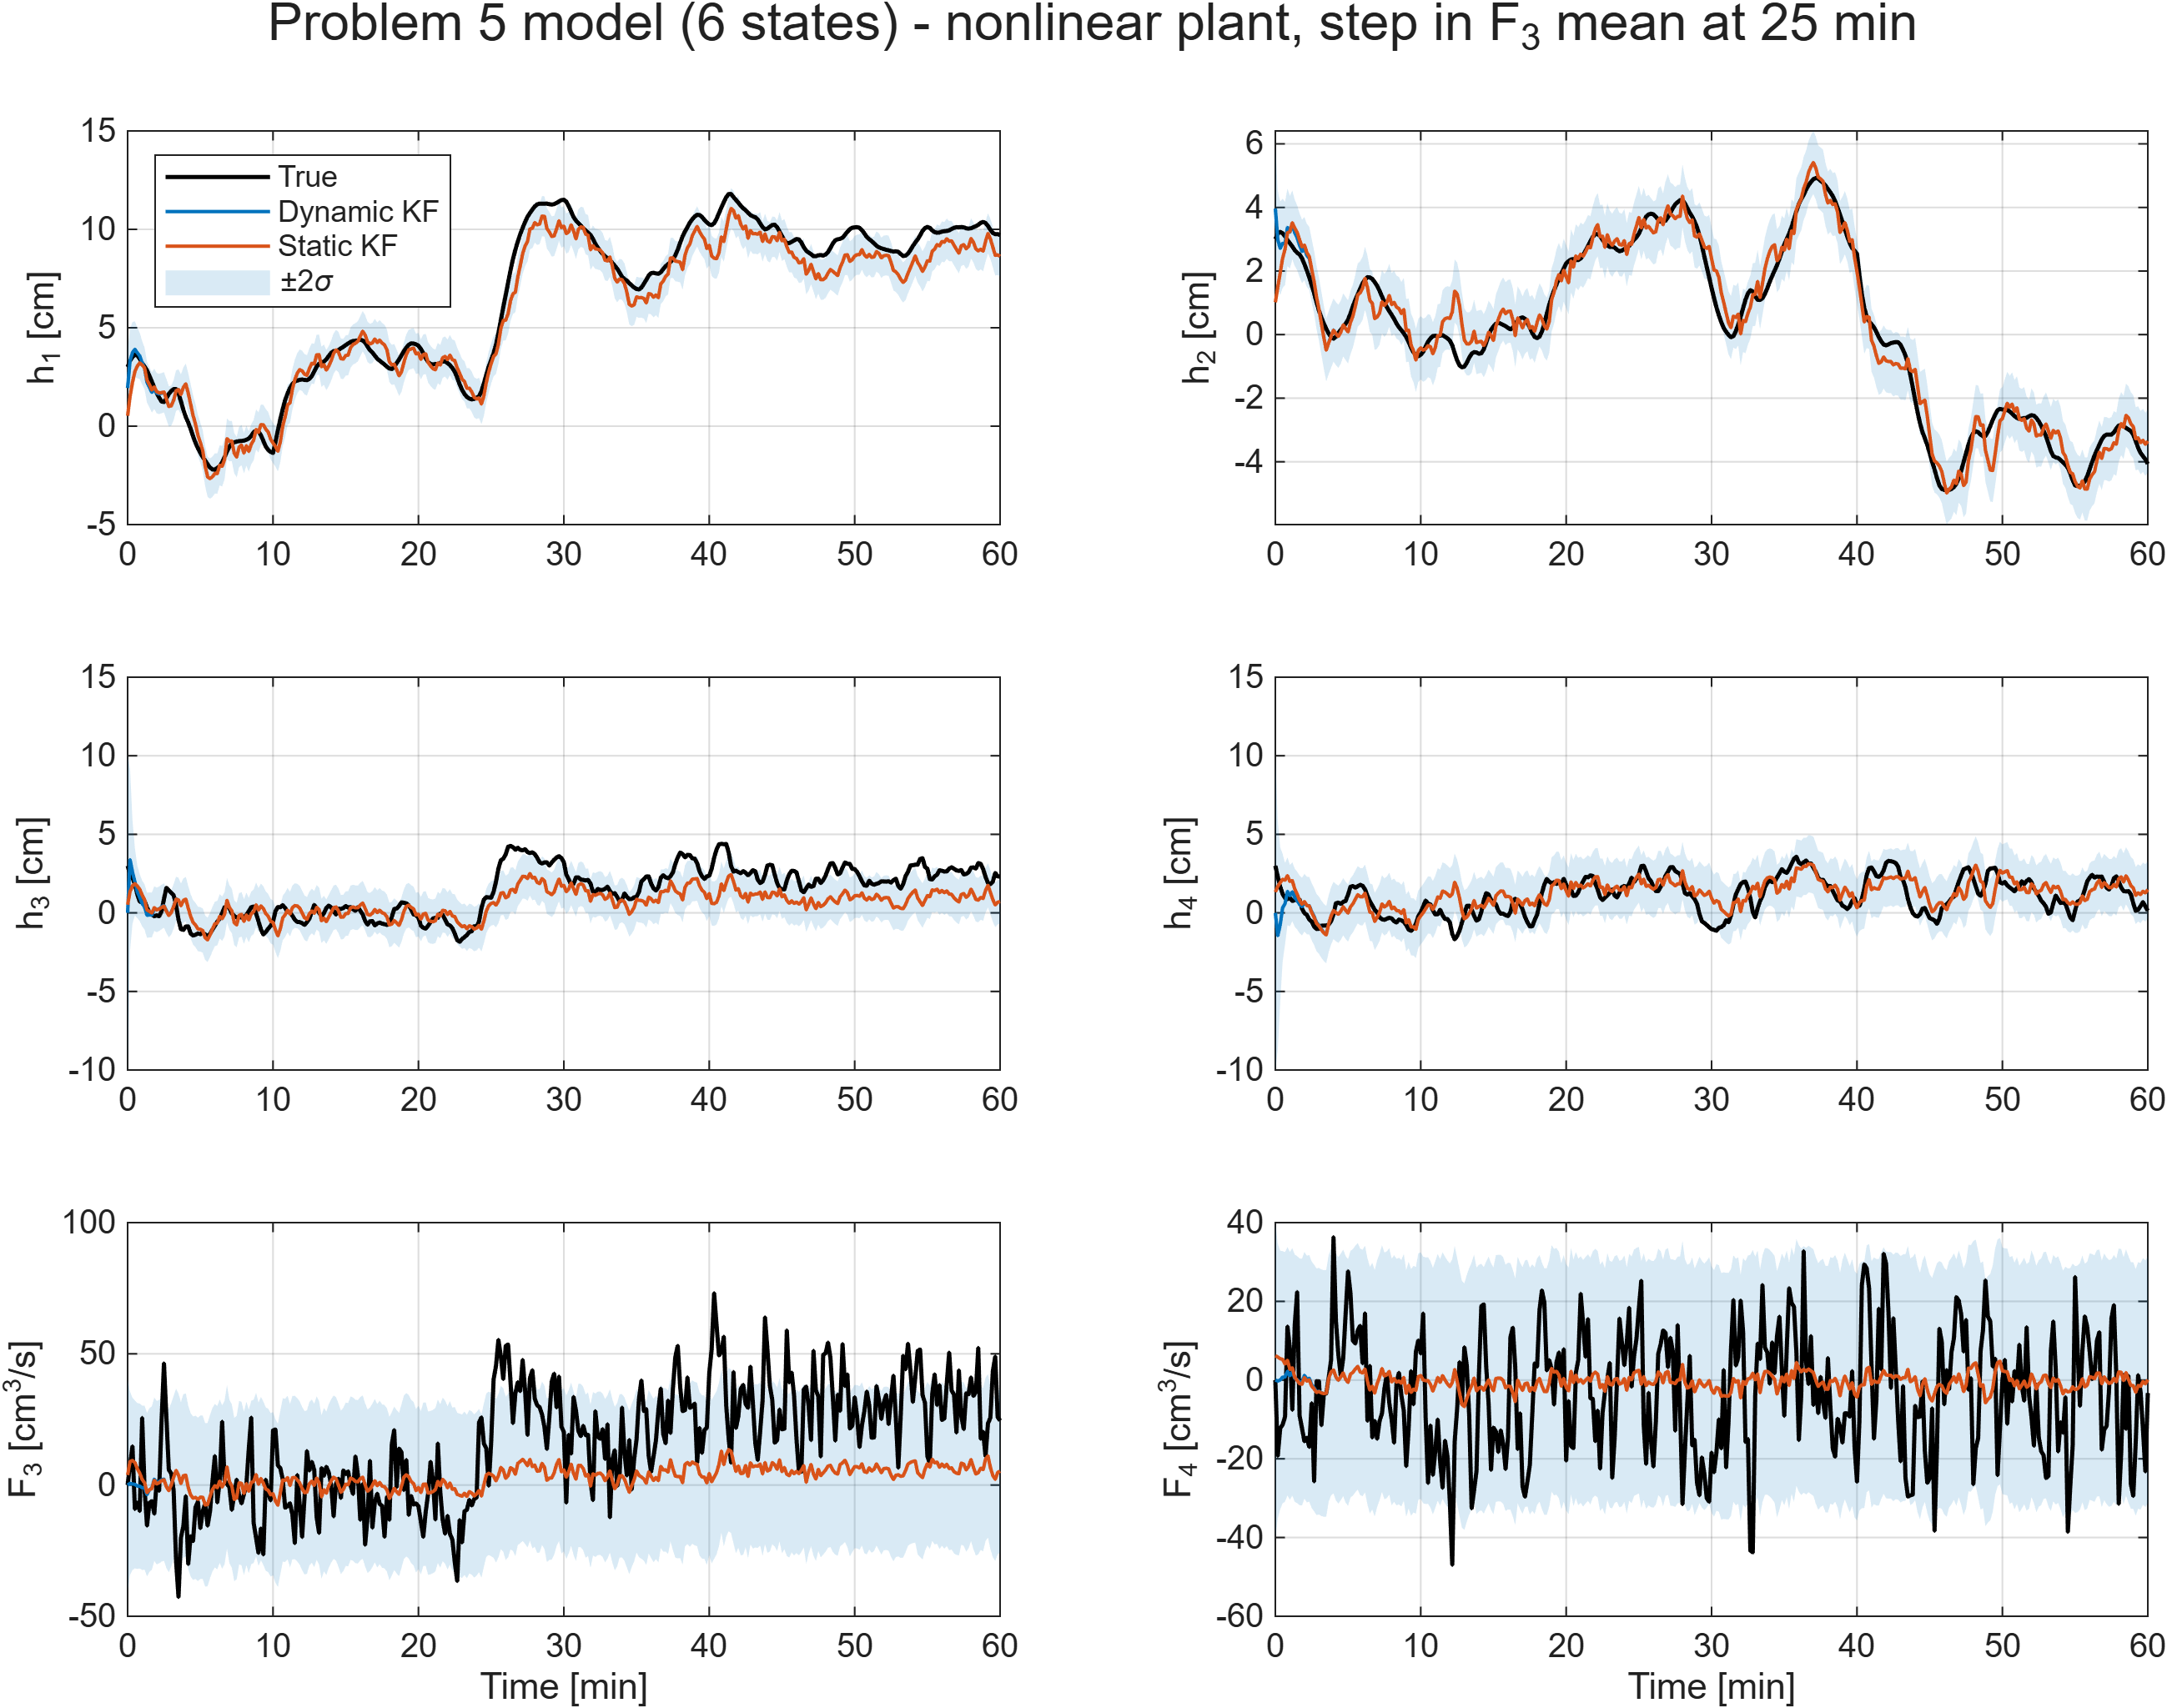 Problem 5 model (6 states) - nonlinear plant, step in F₃ mean at 25 min
15
10
5
0
-5
0 10 20 30 40 50 60
h₁ [cm]
True
Dynamic KF
Static KF
±2σ
6
4
2
0
-2
-4
0 10 20 30 40 50 60
h₂ [cm]
15
10
5
0
-5
-10
0 10 20 30 40 50 60
h₃ [cm]
15
10
5
0
-5
-10
0 10 20 30 40 50 60
h₄ [cm]
100
50
0
-50
0 10 20 30 40 50 60
F₃ [cm³/s]
Time [min]
40
20
0
-20
-40
-60
0 10 20 30 40 50 60
F₄ [cm³/s]
Time [min]